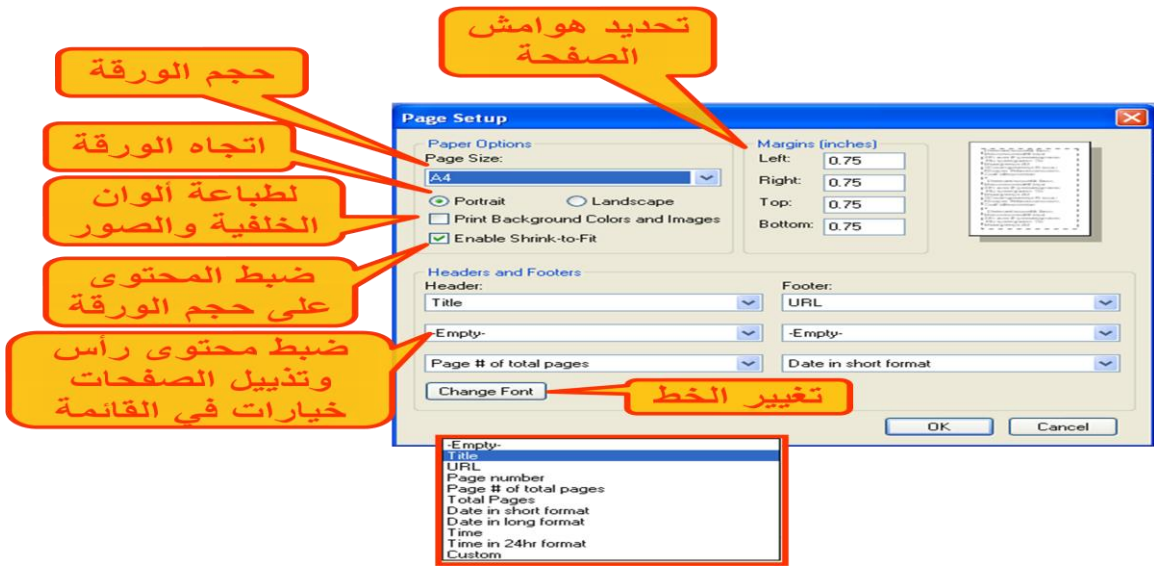 تحديد هوامش
الصفحة
حجم الورقة
اتجاه الورقة
لطباعة ألوان
الخلفية والصور
ضبط المحتوى
على حجم الورقة
ضبط محتوى رأس
وتذييل الصفحات
خيارات في القائمة
Page Setup
Paper Options
Page Size:
A4
Portrait
Landscape
Print Background Colors and Images
Enable Shrink-to-Fit
Margins (inches)
Left: 0.75
Right: 0.75
Top: 0.75
Bottom: 0.75
Headers and Footers
Header:
Footer:
Title
URL
-Empty-
-Empty-
Page # of total pages
Date in short format
Change Font
تغيير الخط
OK
Cancel
-Empty-
Title
URL
Page number
Page # of total pages
Total Pages
Date in short format
Date in long format
Time
Time in 24hr format
Custom